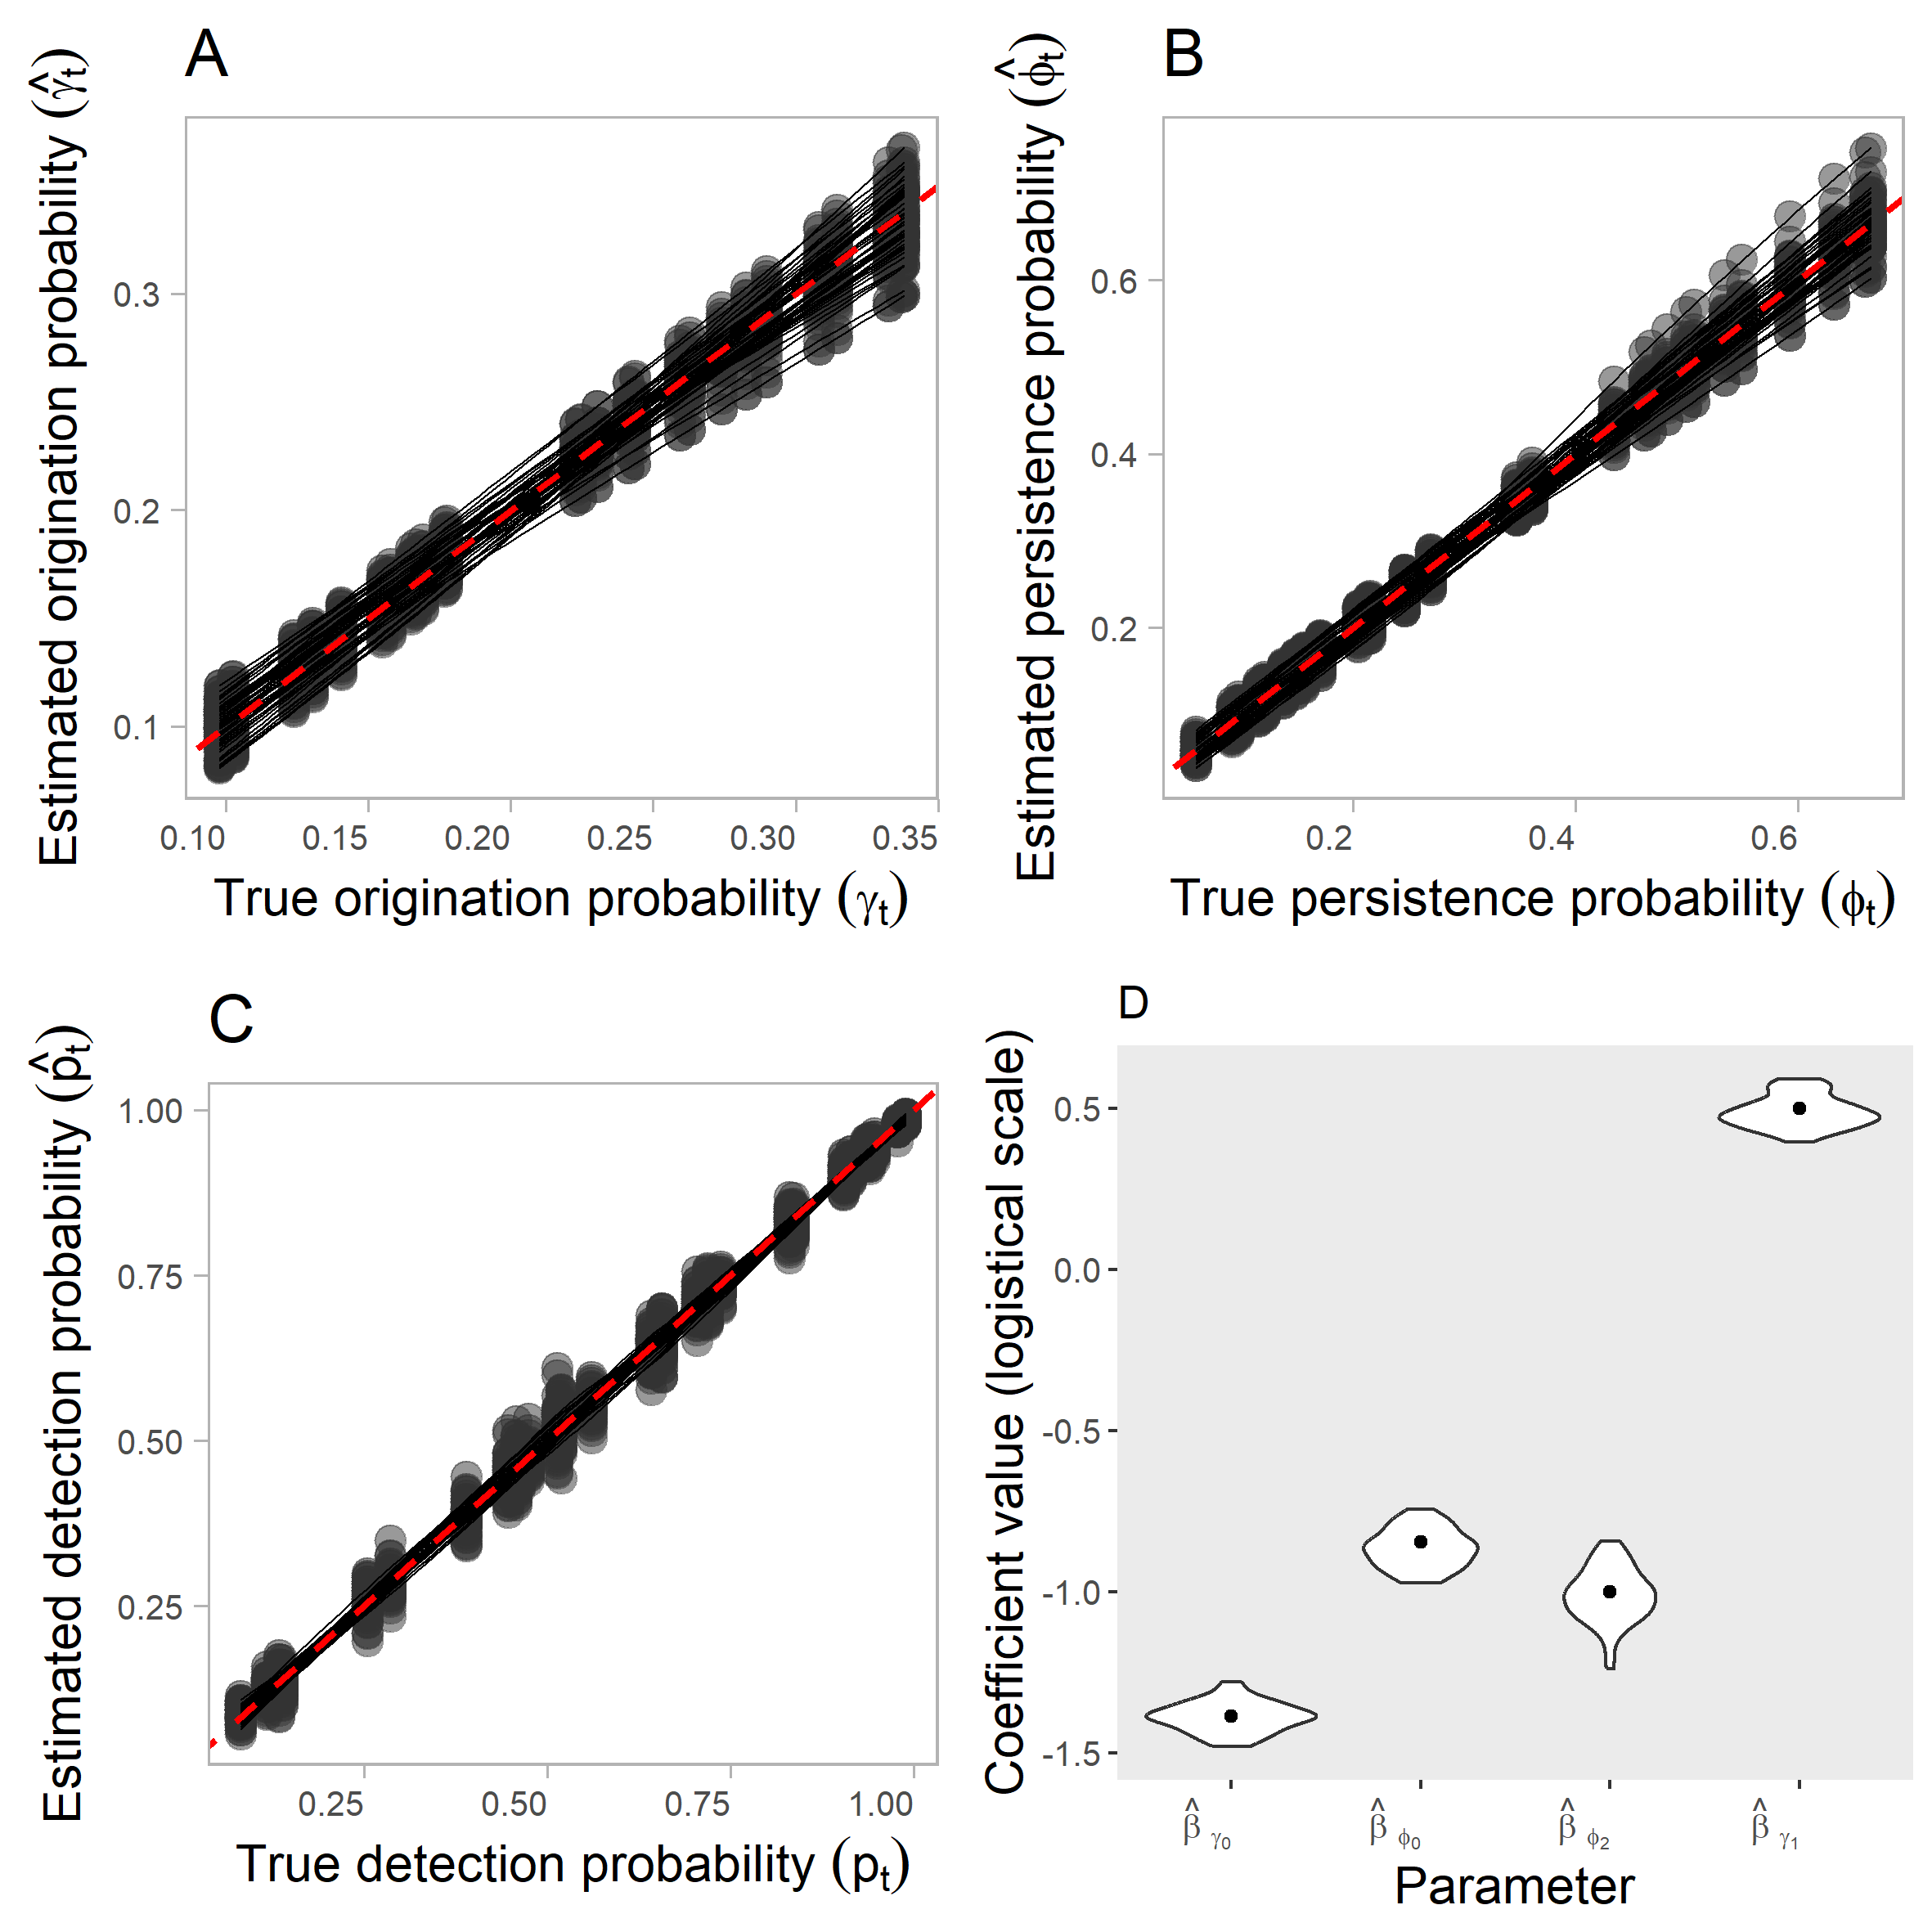 A
Estimated origination probability (γ̂t)
0.3
0.2
0.1
0.10 0.15 0.20 0.25 0.30 0.35
True origination probability (γt)
B
Estimated persistence probability (ϕ̂t)
0.6
0.4
0.2
0.2 0.4 0.6
True persistence probability (ϕt)
C
Estimated detection probability (p̂t)
1.00
0.75
0.50
0.25
0.25 0.50 0.75 1.00
True detection probability (pt)
D
Coefficient value (logistical scale)
0.5
0.0
-0.5
-1.0
-1.5
β̂ γ0 β̂ ϕ0 β̂ ϕ2 β̂ γ1
Parameter